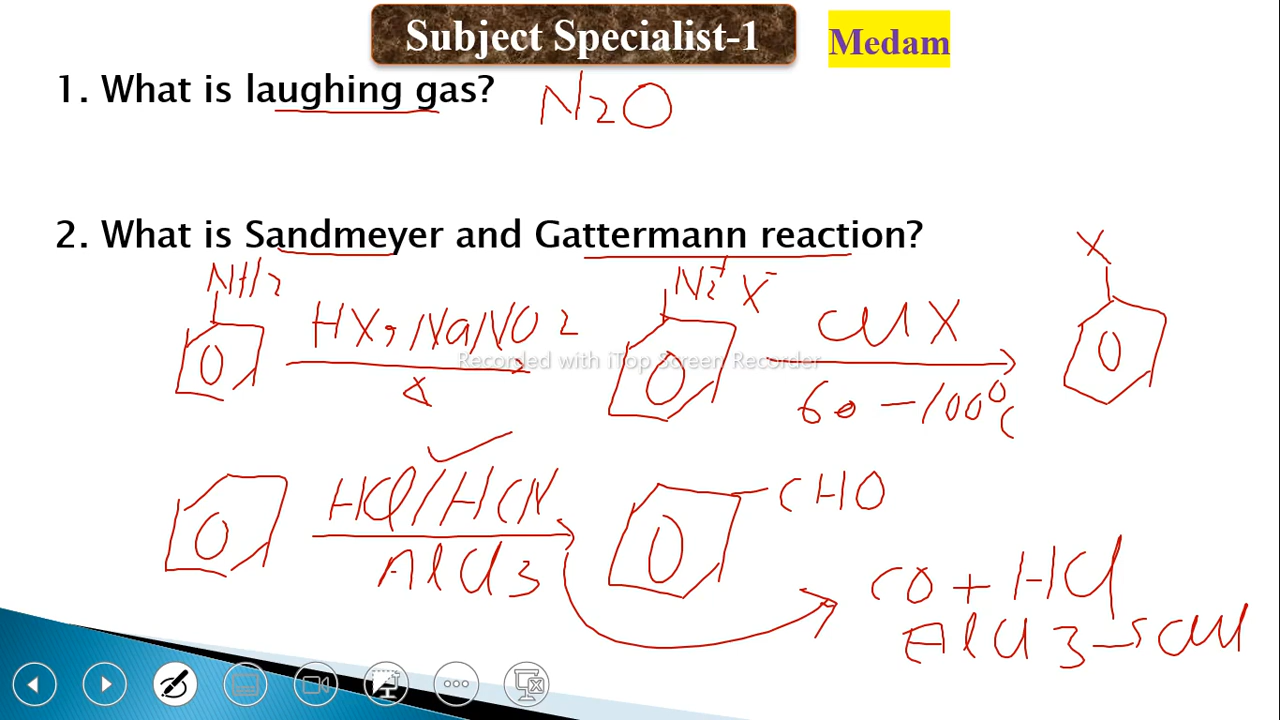 Subject Specialist-1
Medam
1. What is laughing gas? N2O
2. What is Sandmeyer and Gattermann reaction?
NH2 HX, NaNO2 N2+ X- CuX X
Recorded with iTop Screen Recorder
60-100°C
HCl/HCN CHO
AlCl3 CO + HCl
AlCl3